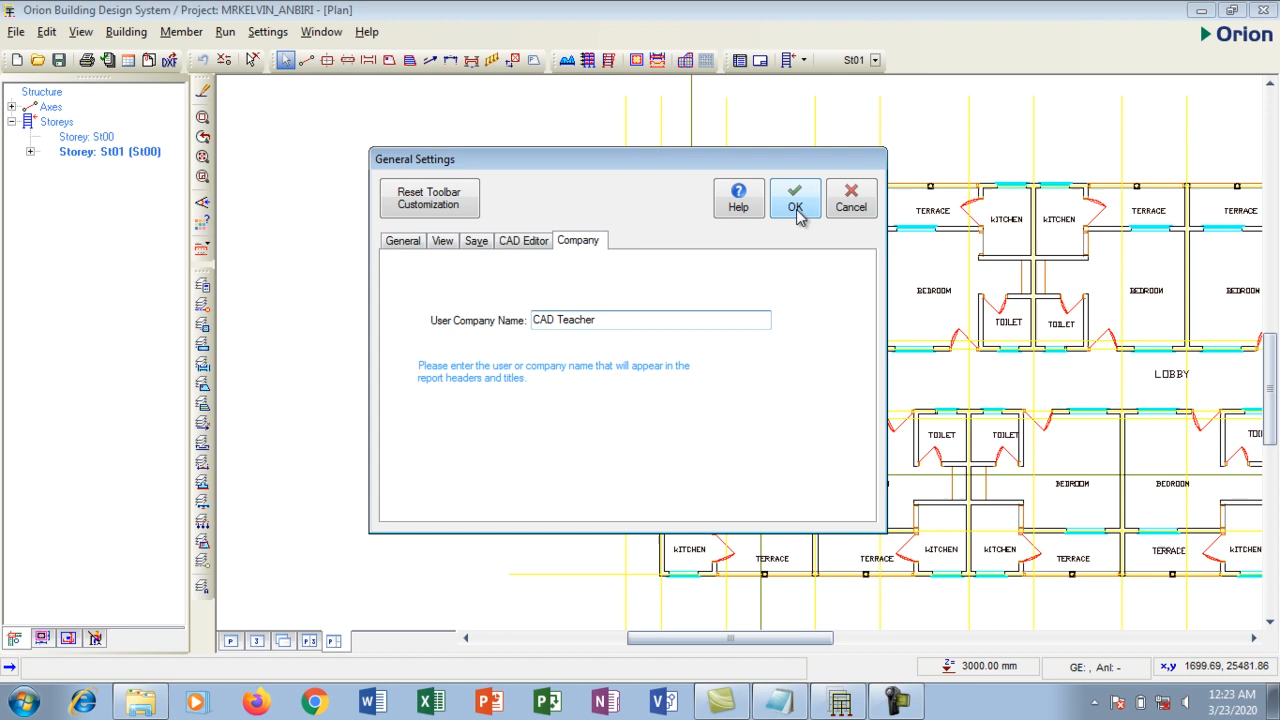 Orion Building Design System / Project: MRKELVIN_ANBIRI - [Plan]
File Edit View Building Member Run Settings Window Help
Orion
St01
Structure
Axes
Storeys
Storey: St00
Storey: St01 (St00)
General Settings
Reset Toolbar
Customization
Help
OK
Cancel
General View Save CAD Editor Company
User Company Name: CAD Teacher
Please enter the user or company name that will appear in the
report headers and titles.
TERRACE KITCHEN KITCHEN TERRACE TERRACE
BEDROOM BEDROOM BEDROOM
TOILET TOILET
LOBBY
TOILET TOILET TOI
BEDROOM BEDROOM
KITCHEN TERRACE TERRACE KITCHEN KITCHEN TERRACE TERRACE KITCHEN
P 3 P 3 P
Z= 3000.00 mm
GE: , Anl: -
x,y 1699.69, 25481.86
12:23 AM
3/23/2020